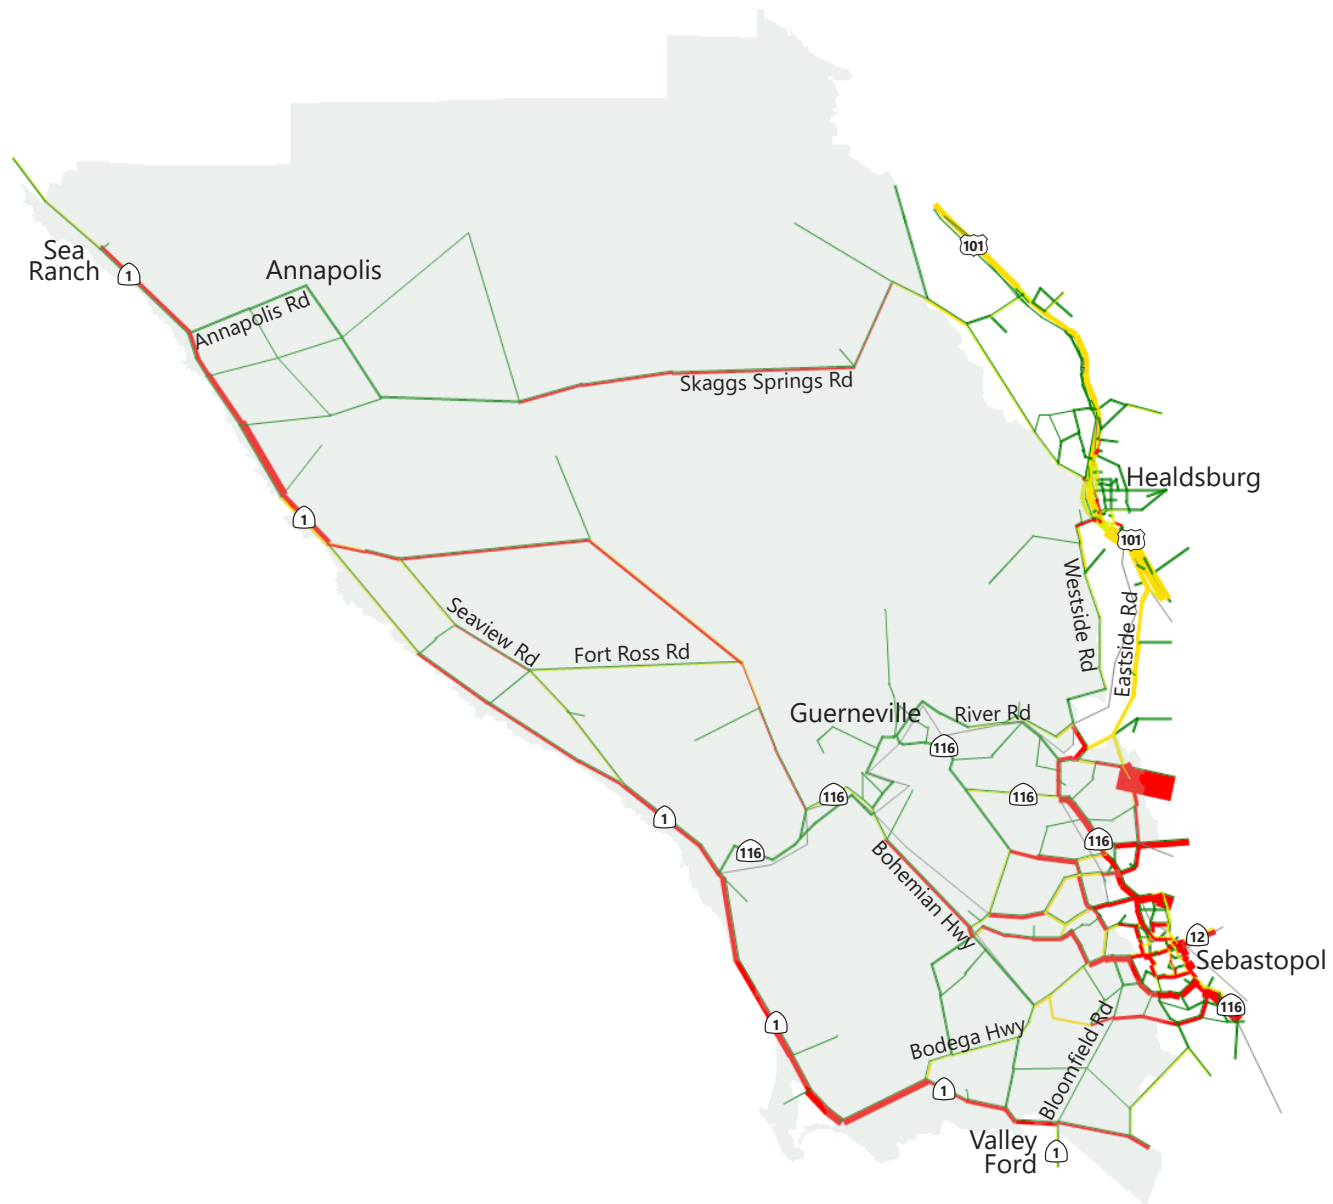 101
Sea
Ranch
1
Annapolis
Annapolis Rd
Skaggs Springs Rd
Healdsburg
1
101
Westside Rd
Eastside Rd
Seaview Rd
Fort Ross Rd
Guerneville
River Rd
116
116
116
1
116
116
Bohemian Hwy
12
Sebastopol
116
1
Bodega Hwy
Bloomfield Rd
1
Valley
Ford
1